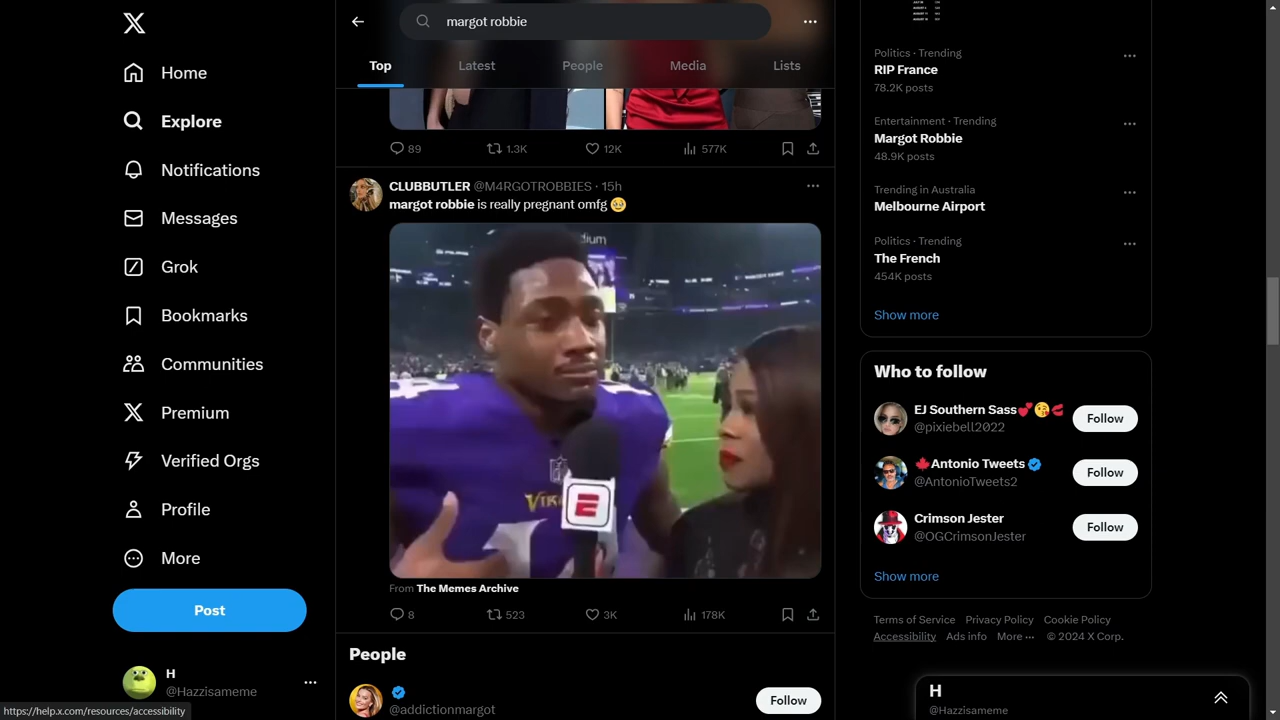 Home
Explore
Notifications
Messages
Grok
Bookmarks
Communities
Premium
Verified Orgs
Profile
More
Post
H
@Hazzisameme
https://help.x.com/resources/accessibility
margot robbie
Top
Latest
People
Media
Lists
89
1.3K
12K
577K
CLUBBUTLER @M4RGOTROBBIES · 15h
margot robbie is really pregnant omfg 🥹
dium
VIK
E
From The Memes Archive
8
523
3K
178K
People
@addictionmargot
Follow
Politics · Trending
RIP France
78.2K posts
Entertainment · Trending
Margot Robbie
48.9K posts
Trending in Australia
Melbourne Airport
Politics · Trending
The French
454K posts
Show more
Who to follow
EJ Southern Sass💕😘💋
@pixiebell2022
Follow
🍁Antonio Tweets
@AntonioTweets2
Follow
Crimson Jester
@OGCrimsonJester
Follow
Show more
Terms of Service Privacy Policy Cookie Policy
Accessibility Ads info More ··· © 2024 X Corp.
H
@Hazzisameme